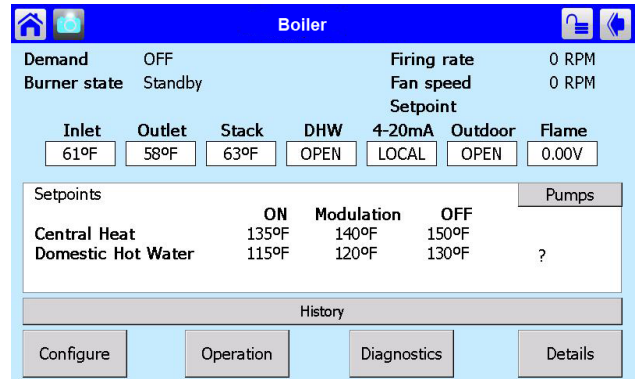 Boiler
Demand OFF Firing rate 0 RPM
Burner state Standby Fan speed 0 RPM
Setpoint
Inlet Outlet Stack DHW 4-20mA Outdoor Flame
61ºF 58ºF 63ºF OPEN LOCAL OPEN 0.00V
Setpoints Pumps
ON Modulation OFF
Central Heat 135ºF 140ºF 150ºF
Domestic Hot Water 115ºF 120ºF 130ºF ?
History
Configure Operation Diagnostics Details